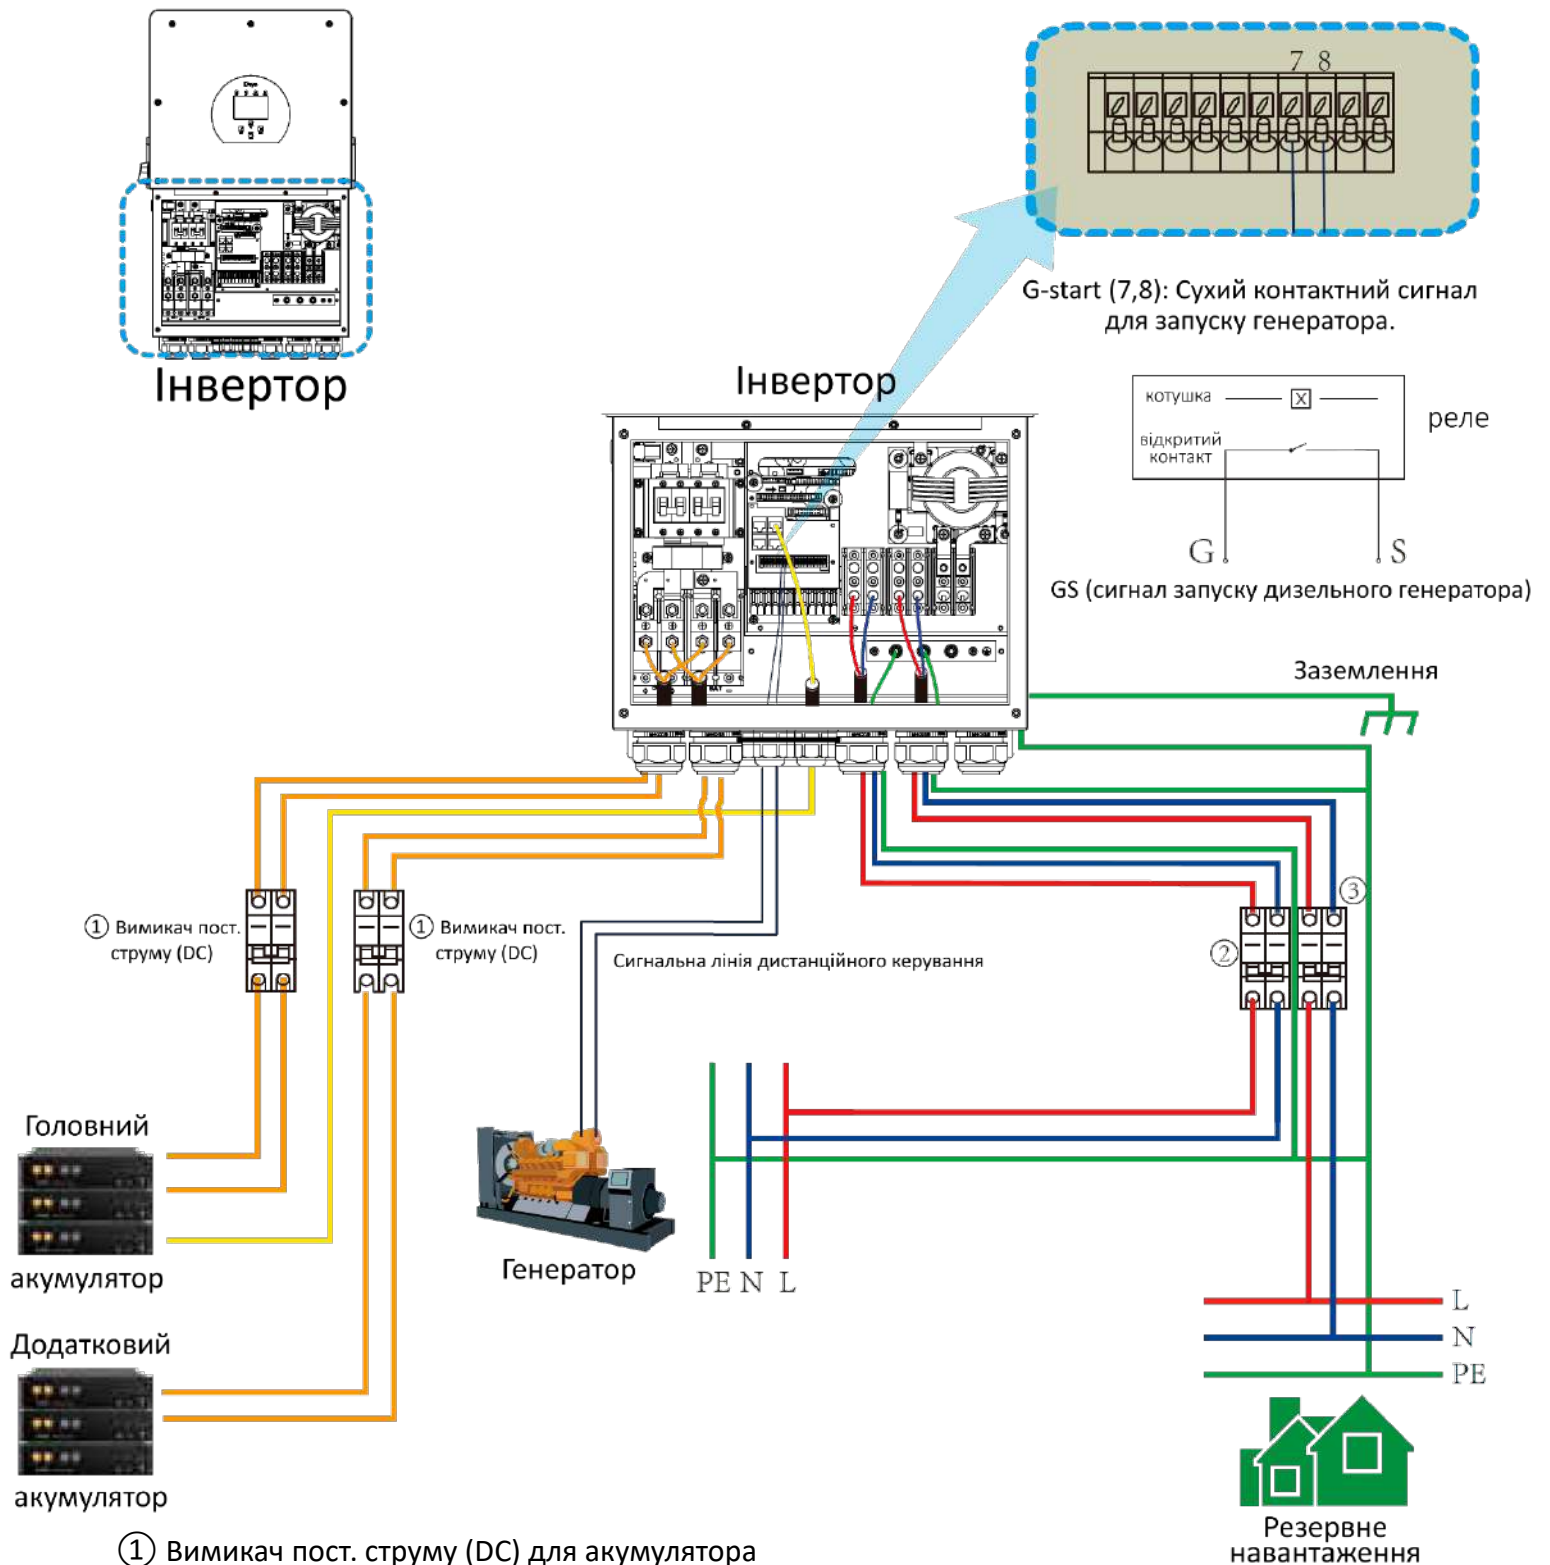 Deye
7 8
G-start (7,8): Сухий контактний сигнал
для запуску генератора.
Інвертор
Інвертор
котушка
X
відкритий
контакт
реле
G
S
GS (сигнал запуску дизельного генератора)
Заземлення
① Вимикач пост.
струму (DC)
① Вимикач пост.
струму (DC)
Сигнальна лінія дистанційного керування
②
③
Головний
акумулятор
Генератор
PE N L
L
N
PE
Додатковий
акумулятор
Резервне
навантаження
① Вимикач пост. струму (DC) для акумулятора